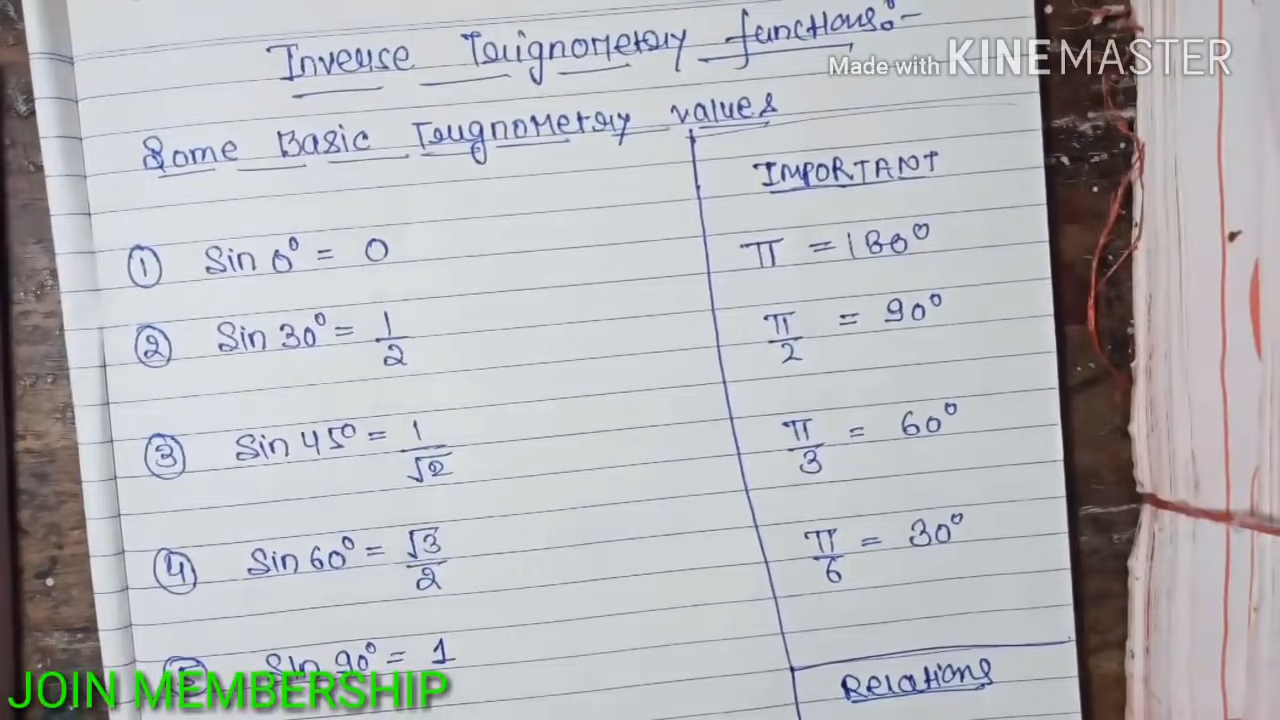 Inverse Trignometry functions:-
Made with KINEMASTER
Some Basic Trugnometry values
① Sin 0° = 0
② Sin 30° = 1/2
③ Sin 45° = 1/√2
④ Sin 60° = √3/2
5 Sin 90° = 1
IMPORTANT
π = 180°
π/2 = 90°
π/3 = 60°
π/6 = 30°
Relations
JOIN MEMBERSHIP